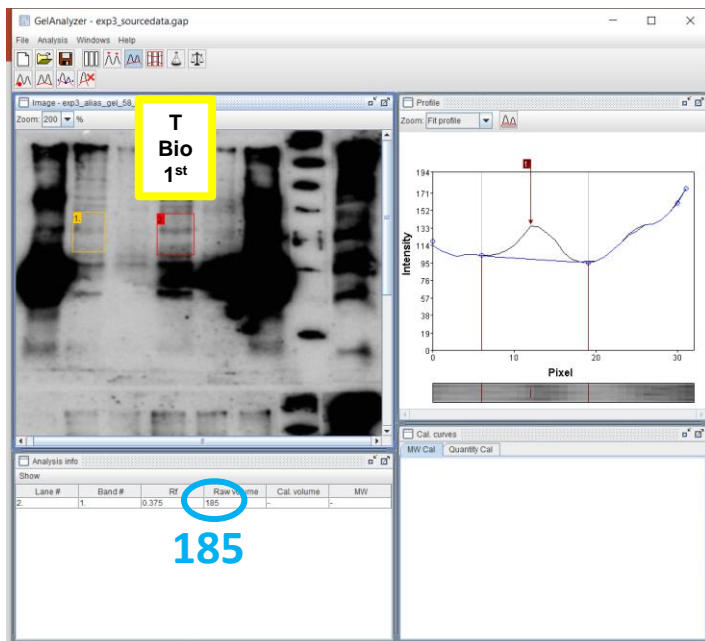 GelAnalyzer - exp3_sourcedata.gap
File Analysis Windows Help
Image - exp3_alias_gel_58_
Zoom: 200 %
T
Bio
1st
1.
2.
Profile
Zoom: Fit profile
1
194
171
152
133
114
95
76
57
38
19
0
Intensity
0 10 20 30
Pixel
Analysis info
Show
Lane # Band # Rf Raw volume Cal. volume MW
2. 1. 0.375 185 - -
185
Cal. curves
MW Cal Quantity Cal